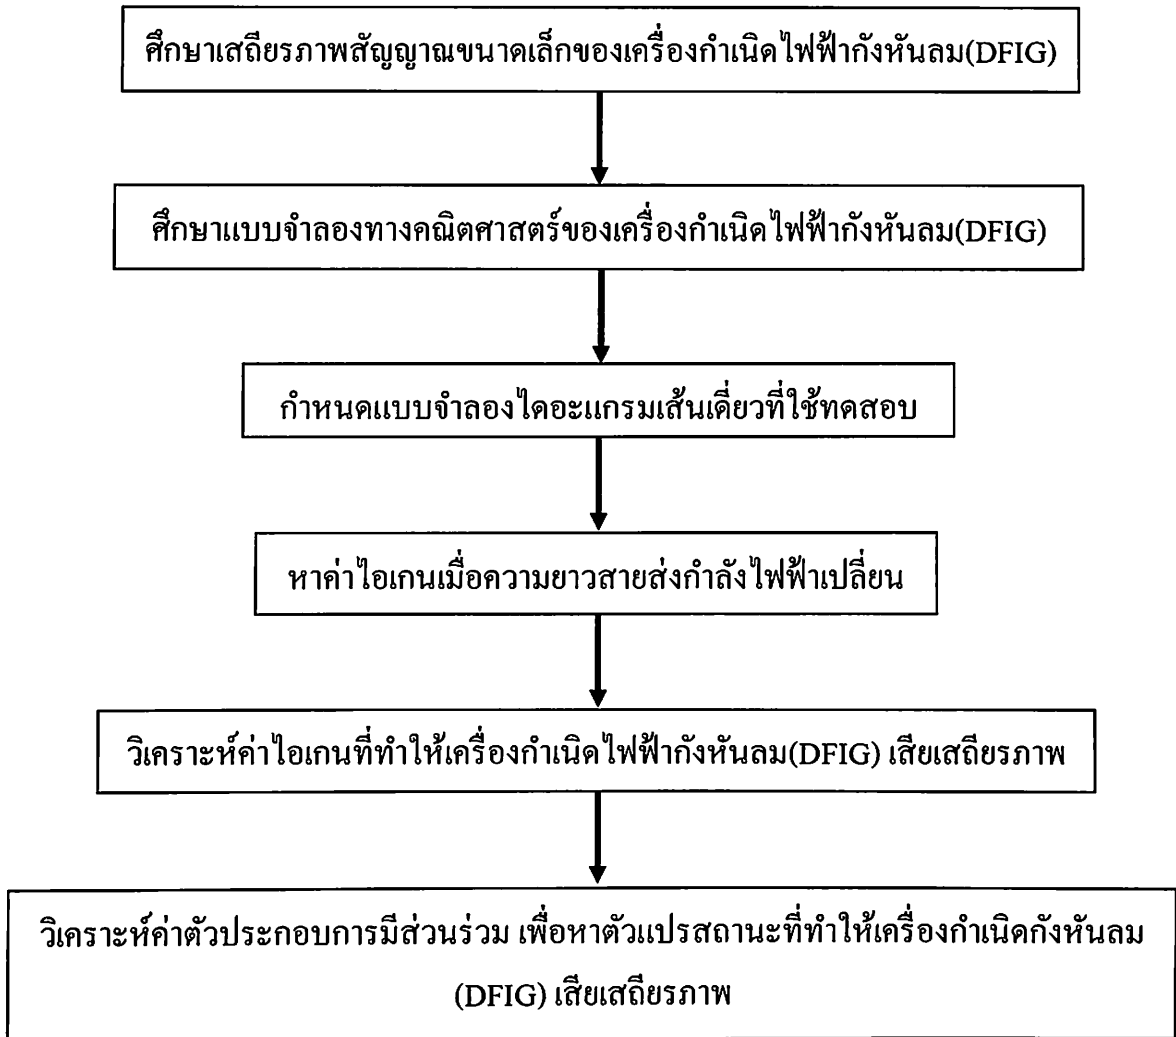 ศึกษาเสถียรภาพสัญญาณขนาดเล็กของเครื่องกำเนิดไฟฟ้ากังหันลม(DFIG)
ศึกษาแบบจำลองทางคณิตศาสตร์ของเครื่องกำเนิดไฟฟ้ากังหันลม(DFIG)
กำหนดแบบจำลองไดอะแกรมเส้นเดี่ยวที่ใช้ทดสอบ
หาค่าไอเกนเมื่อความยาวสายส่งกำลังไฟฟ้าเปลี่ยน
วิเคราะห์ค่าไอเกนที่ทำให้เครื่องกำเนิดไฟฟ้ากังหันลม(DFIG) เสียเสถียรภาพ
วิเคราะห์ค่าตัวประกอบการมีส่วนร่วม เพื่อหาตัวแปรสถานะที่ทำให้เครื่องกำเนิดกังหันลม
(DFIG) เสียเสถียรภาพ